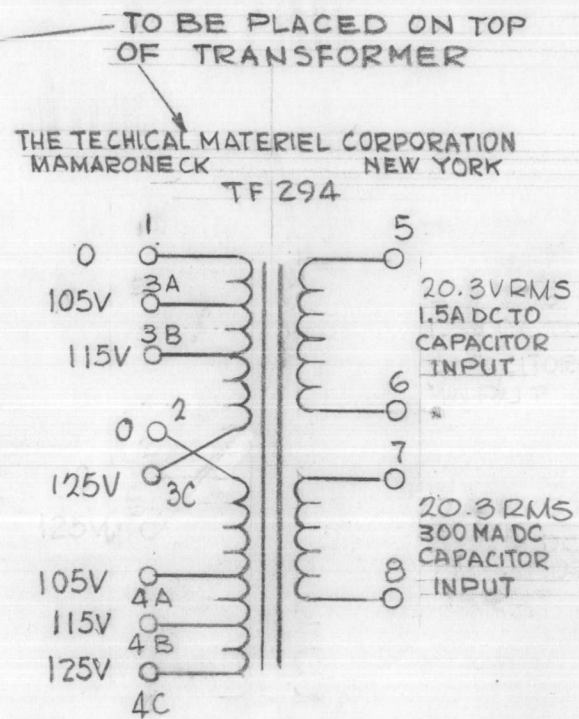 TO BE PLACED ON TOP
OF TRANSFORMER
THE TECHICAL MATERIEL CORPORATION
MAMARONECK NEW YORK
TF 294
0 1
105V 3A
115V 3B
0 2
125V 3C
105V 4A
115V 4B
125V 4C
5
20.3V RMS
1.5A DC TO
CAPACITOR
INPUT
6
7
20.3 RMS
300 MA DC
CAPACITOR
INPUT
8